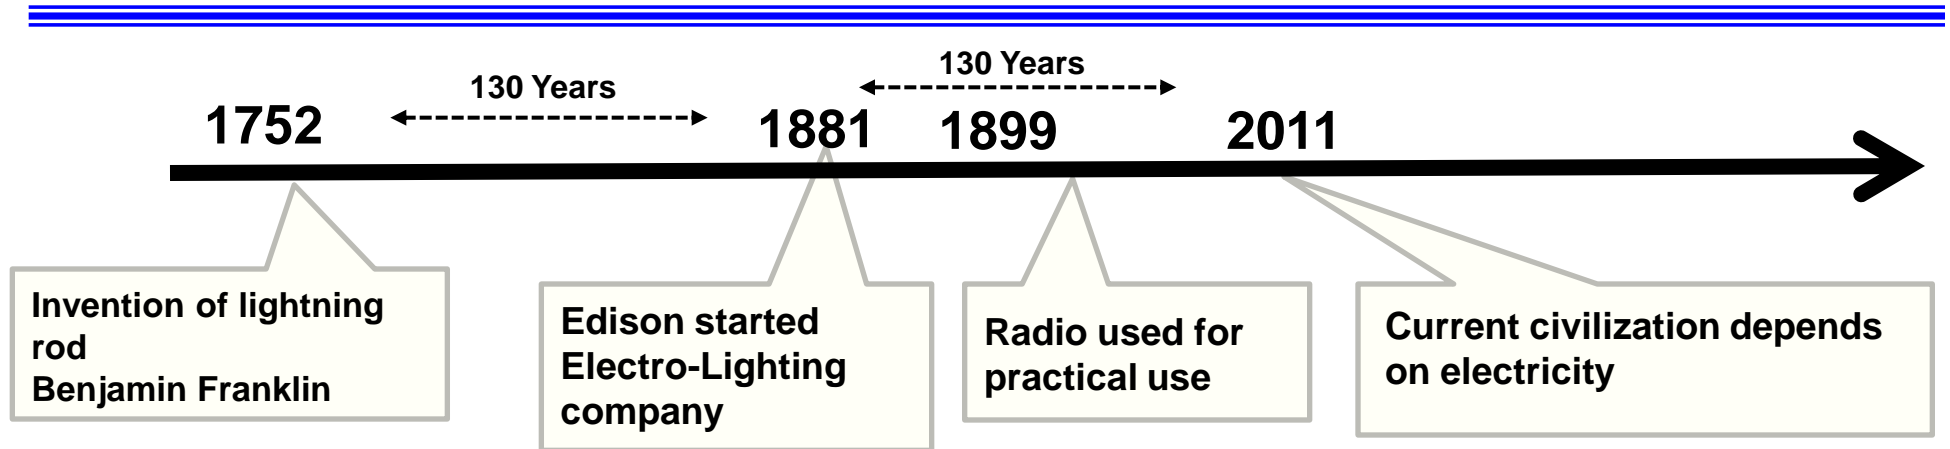 130 Years
130 Years
1752
1881
1899
2011
Invention of lightning
rod
Benjamin Franklin
Edison started
Electro-Lighting
company
Radio used for
practical use
Current civilization depends
on electricity